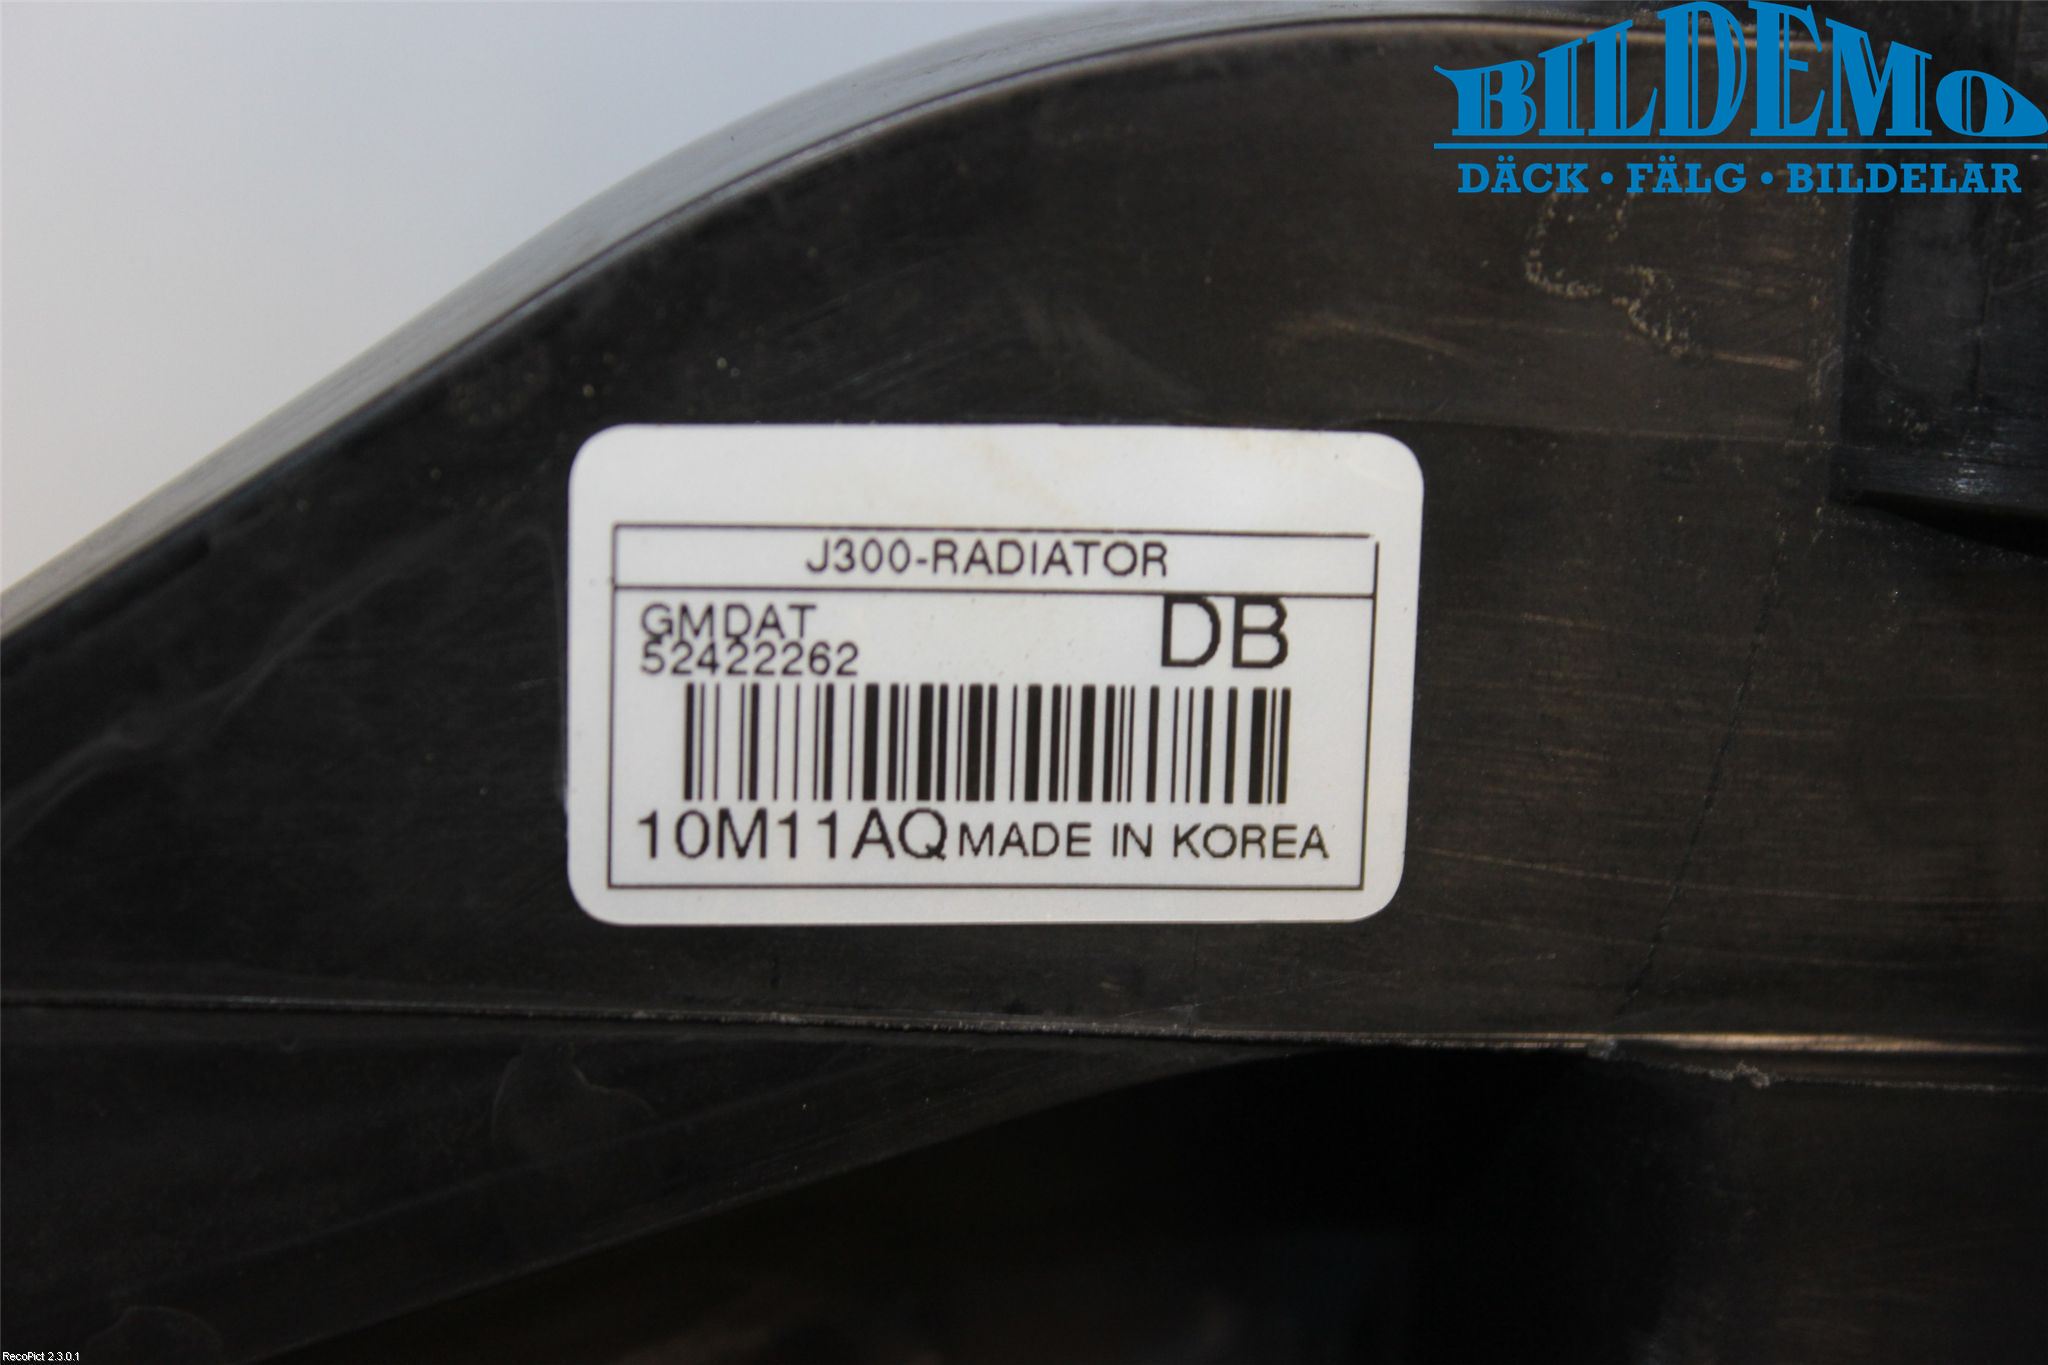 BILDEMO
DÄCK • FÄLG • BILDELAR
J300-RADIATOR
GMDAT
DB
52422262
10M11AQ MADE IN KOREA
RecoPict 2.3.0.1